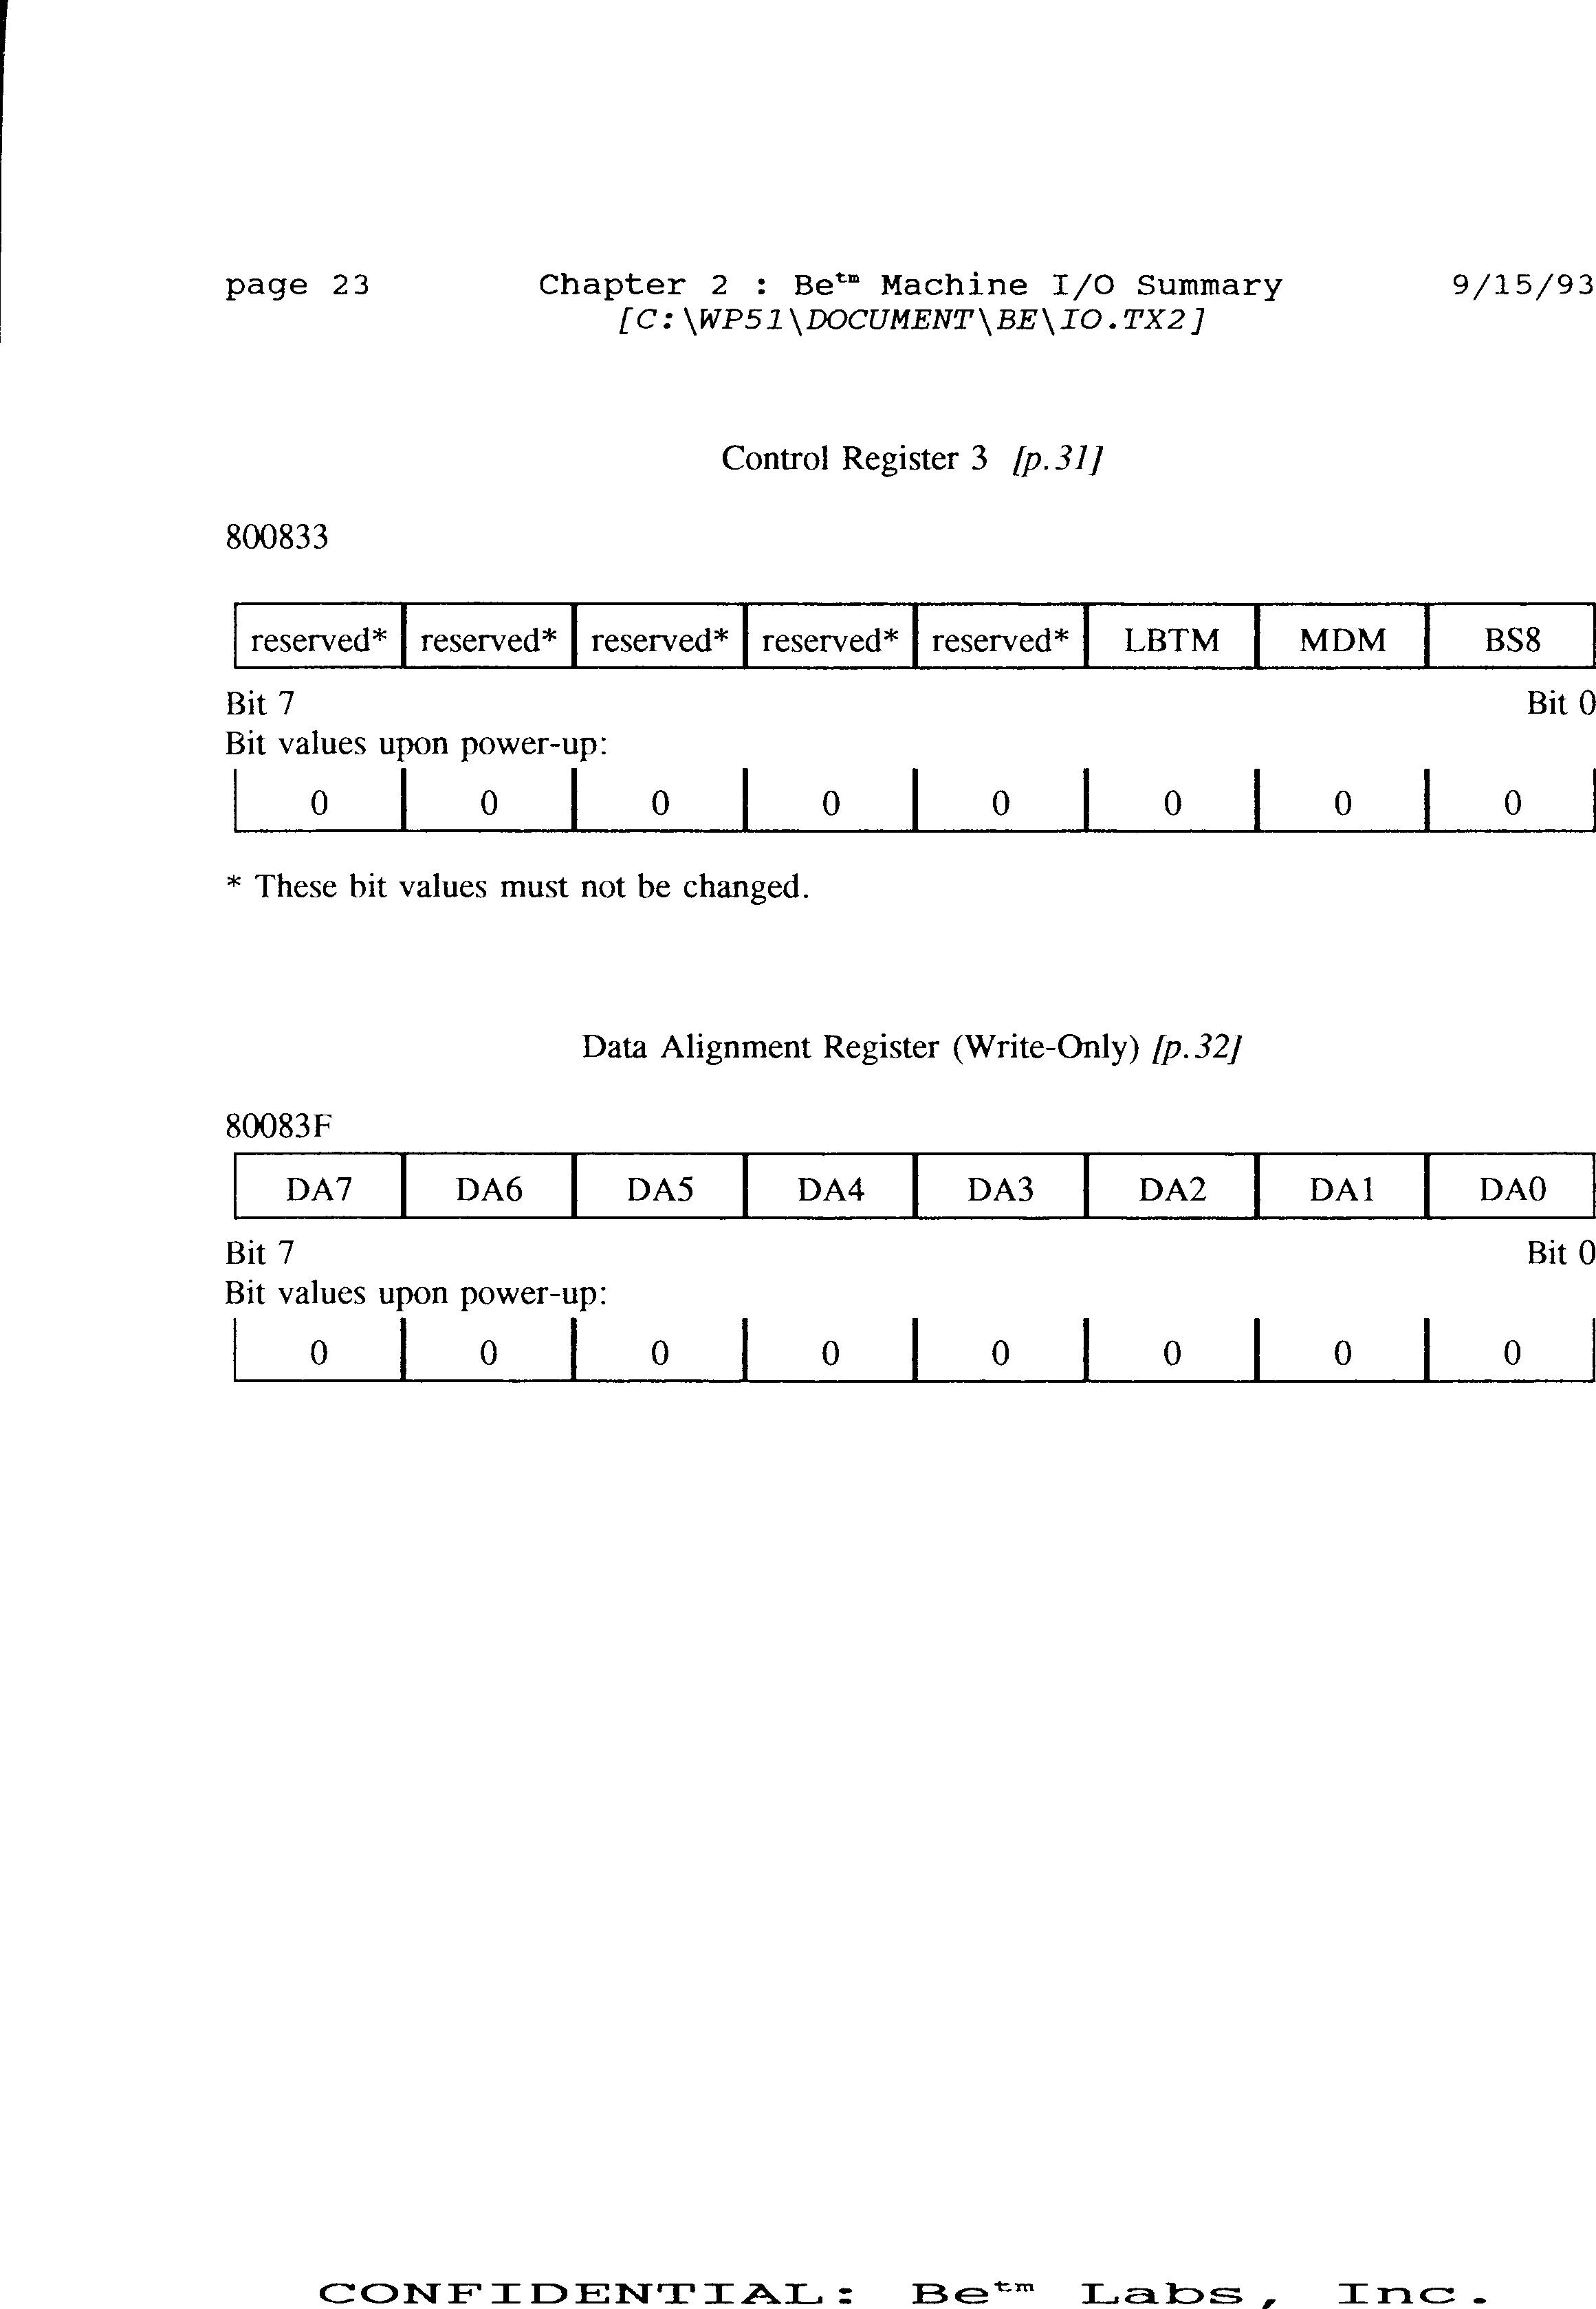 page 23 Chapter 2 : Be™ Machine I/O Summary 9/15/93
[C:\WP51\DOCUMENT\BE\IO.TX2]
Control Register 3 [p.31]
800833
reserved* reserved* reserved* reserved* reserved* LBTM MDM BS8
Bit 7 Bit 0
Bit values upon power-up:
0 0 0 0 0 0 0 0
* These bit values must not be changed.
Data Alignment Register (Write-Only) [p.32]
80083F
DA7 DA6 DA5 DA4 DA3 DA2 DA1 DA0
Bit 7 Bit 0
Bit values upon power-up:
0 0 0 0 0 0 0 0
CONFIDENTIAL: Be™ Labs, Inc.